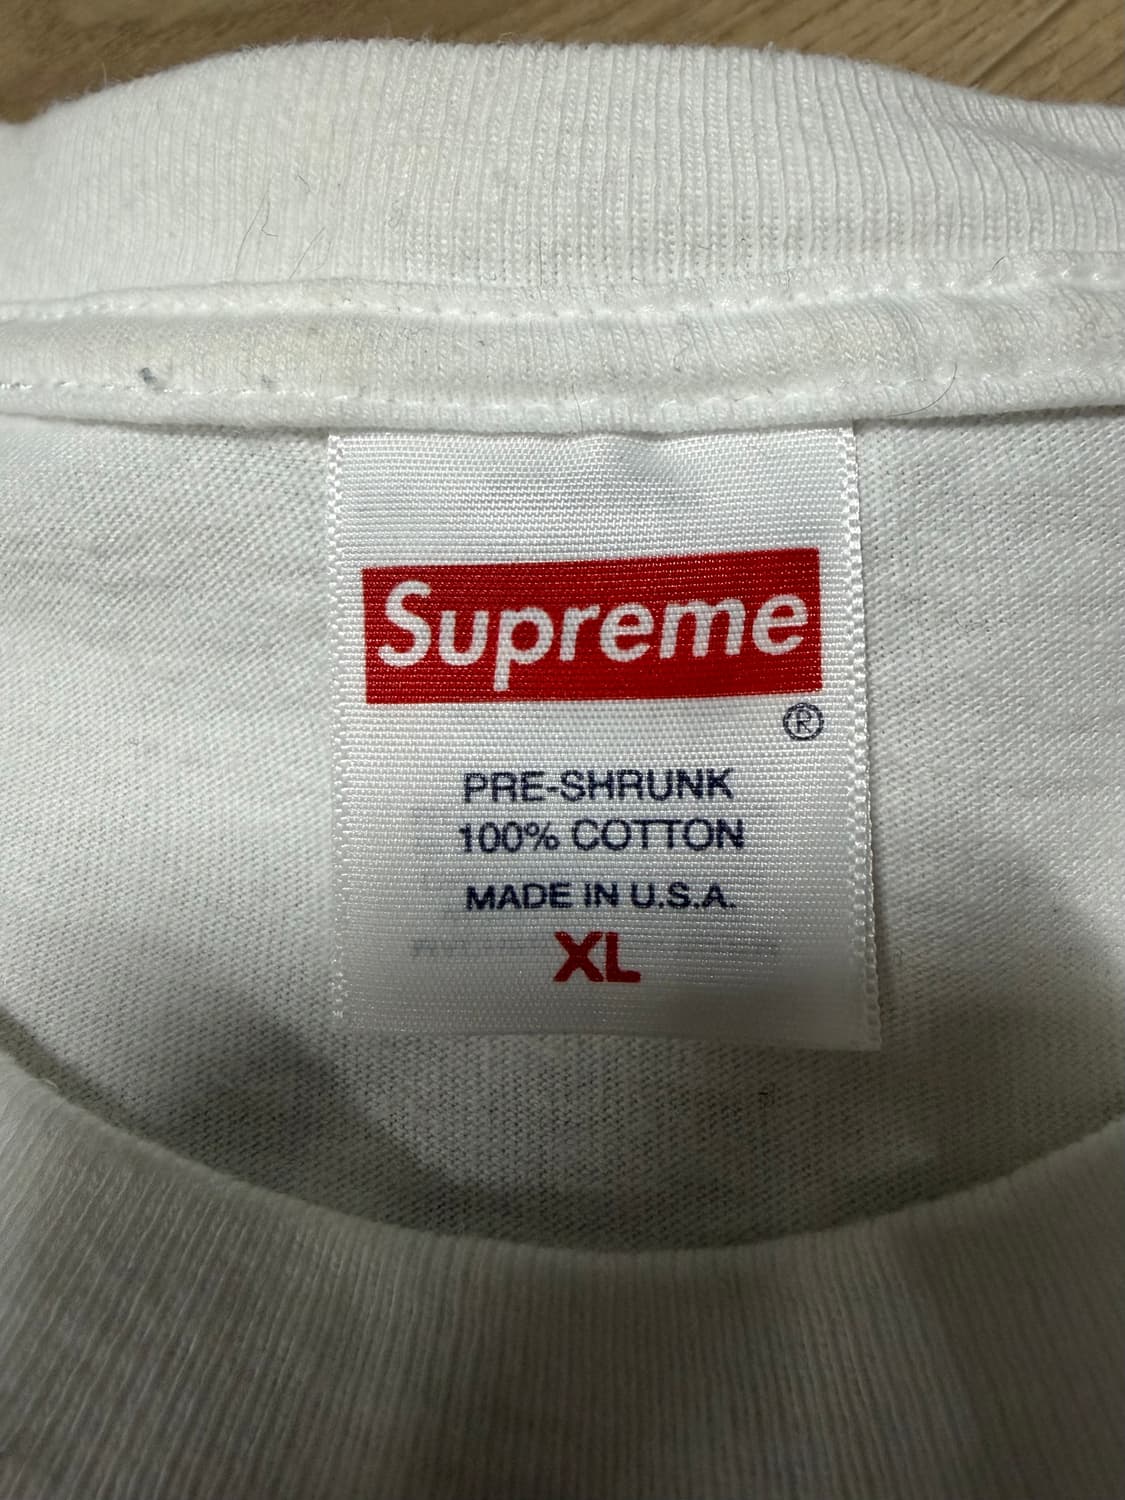 Supreme
®
PRE-SHRUNK
100% COTTON
MADE IN U.S.A.
XL